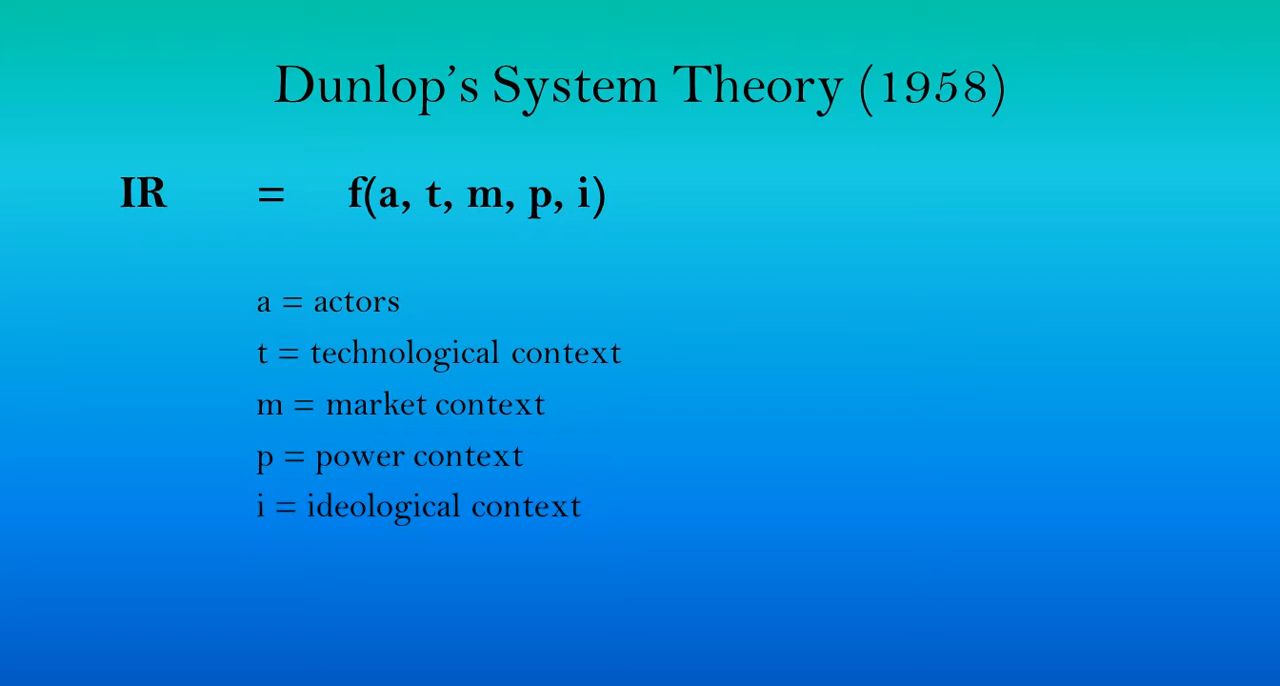 Dunlop’s System Theory (1958)
IR = f(a, t, m, p, i)
a = actors
t = technological context
m = market context
p = power context
i = ideological context